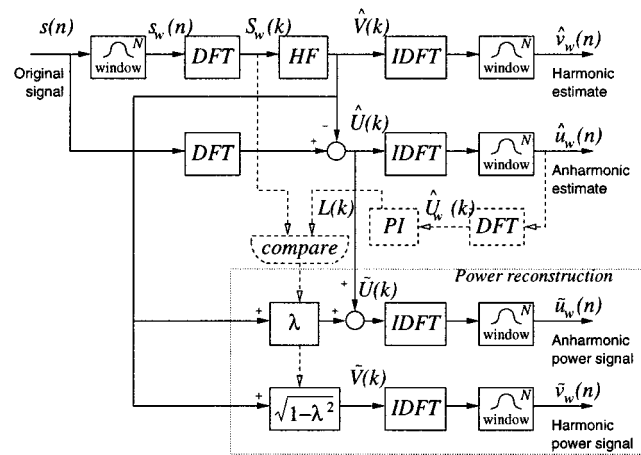 s(n) s_w(n) S_w(k) V̂(k) v̂_w(n)
N window DFT HF IDFT N window
Original signal
Harmonic estimate
- Û(k) û_w(n)
DFT + IDFT N window
Anharmonic estimate
L(k) PI Û_w(k) DFT
compare
Power reconstruction
+ Ũ(k) ũ_w(n)
+ λ + IDFT N window
Anharmonic power signal
Ṽ(k) ṽ_w(n)
+ √1-λ² IDFT N window
Harmonic power signal